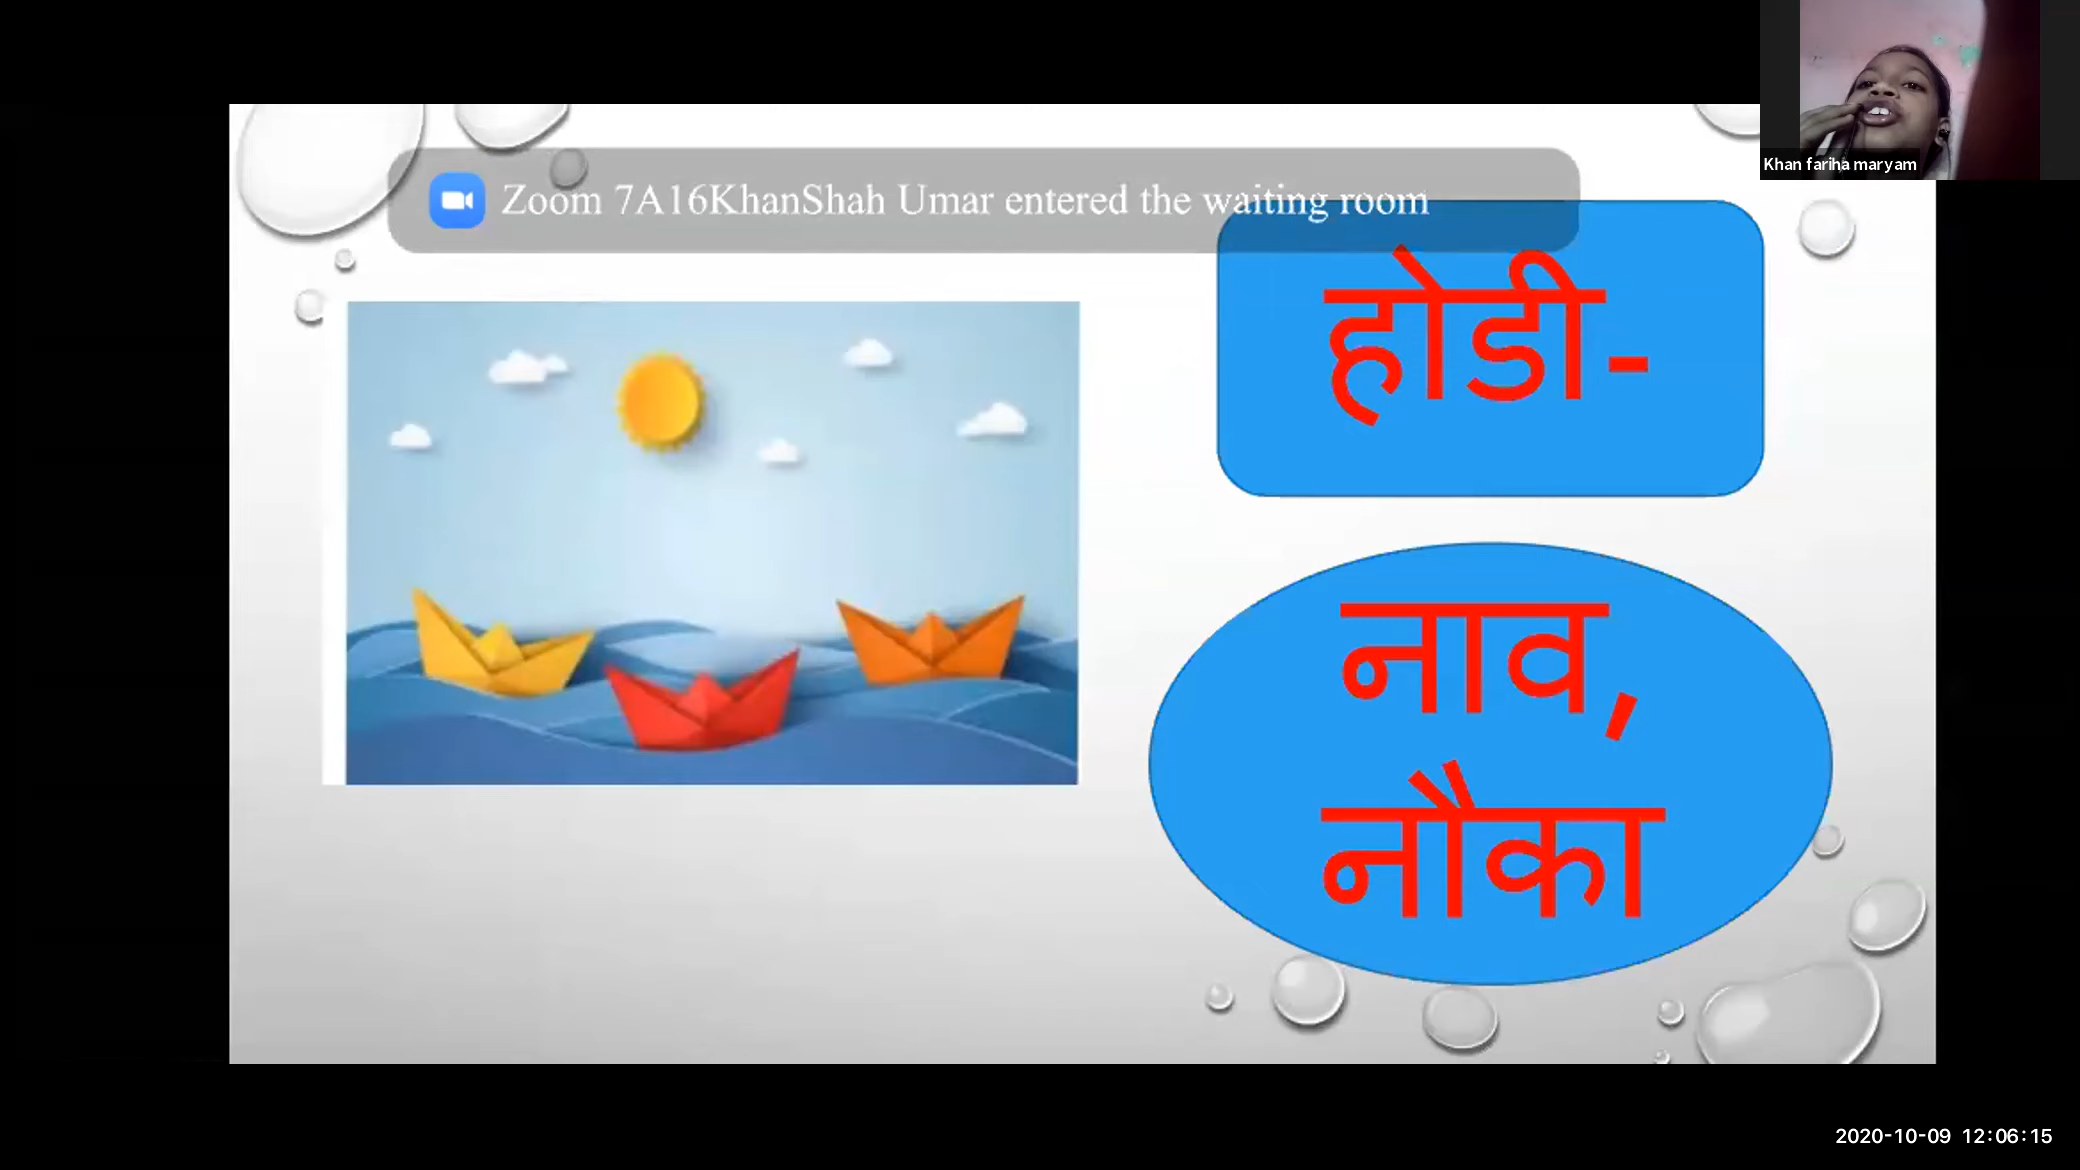 Khan fariha maryam
Zoom 7A16KhanShah Umar entered the waiting room
होडी-
नाव,
नौका
2020-10-09 12:06:15